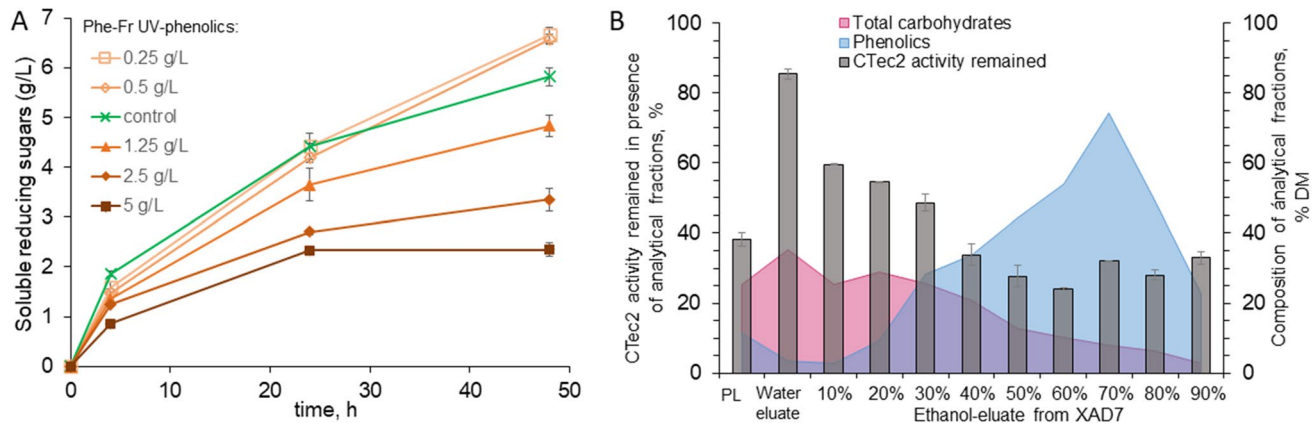 A
Phe-Fr UV-phenolics:
0.25 g/L
0.5 g/L
control
1.25 g/L
2.5 g/L
5 g/L
Soluble reducing sugars (g/L)
7
6
5
4
3
2
1
0
0 10 20 30 40 50
time, h
B
Total carbohydrates
Phenolics
CTec2 activity remained
CTec2 activity remained in presence
of analytical fractions, %
100
80
60
40
20
0
100
80
60
40
20
0
Composition of analytical fractions,
% DM
PL Water 10% 20% 30% 40% 50% 60% 70% 80% 90%
eluate
Ethanol-eluate from XAD7